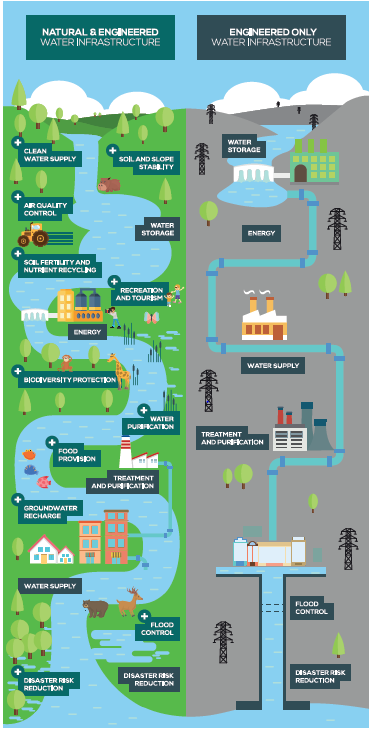 NATURAL & ENGINEERED
WATER INFRASTRUCTURE
ENGINEERED ONLY
WATER INFRASTRUCTURE
+ CLEAN
WATER SUPPLY
+ SOIL AND SLOPE
STABILITY
+ AIR QUALITY
CONTROL
WATER
STORAGE
+ SOIL FERTILITY AND
NUTRIENT RECYCLING
+ RECREATION
AND TOURISM
ENERGY
+ BIODIVERSITY PROTECTION
+ WATER
PURIFICATION
+ FOOD
PROVISION
TREATMENT
AND PURIFICATION
+ GROUNDWATER
RECHARGE
WATER SUPPLY
+ FLOOD
CONTROL
+ DISASTER RISK
REDUCTION
DISASTER RISK
REDUCTION
WATER
STORAGE
ENERGY
WATER SUPPLY
TREATMENT
AND PURIFICATION
FLOOD
CONTROL
DISASTER RISK
REDUCTION